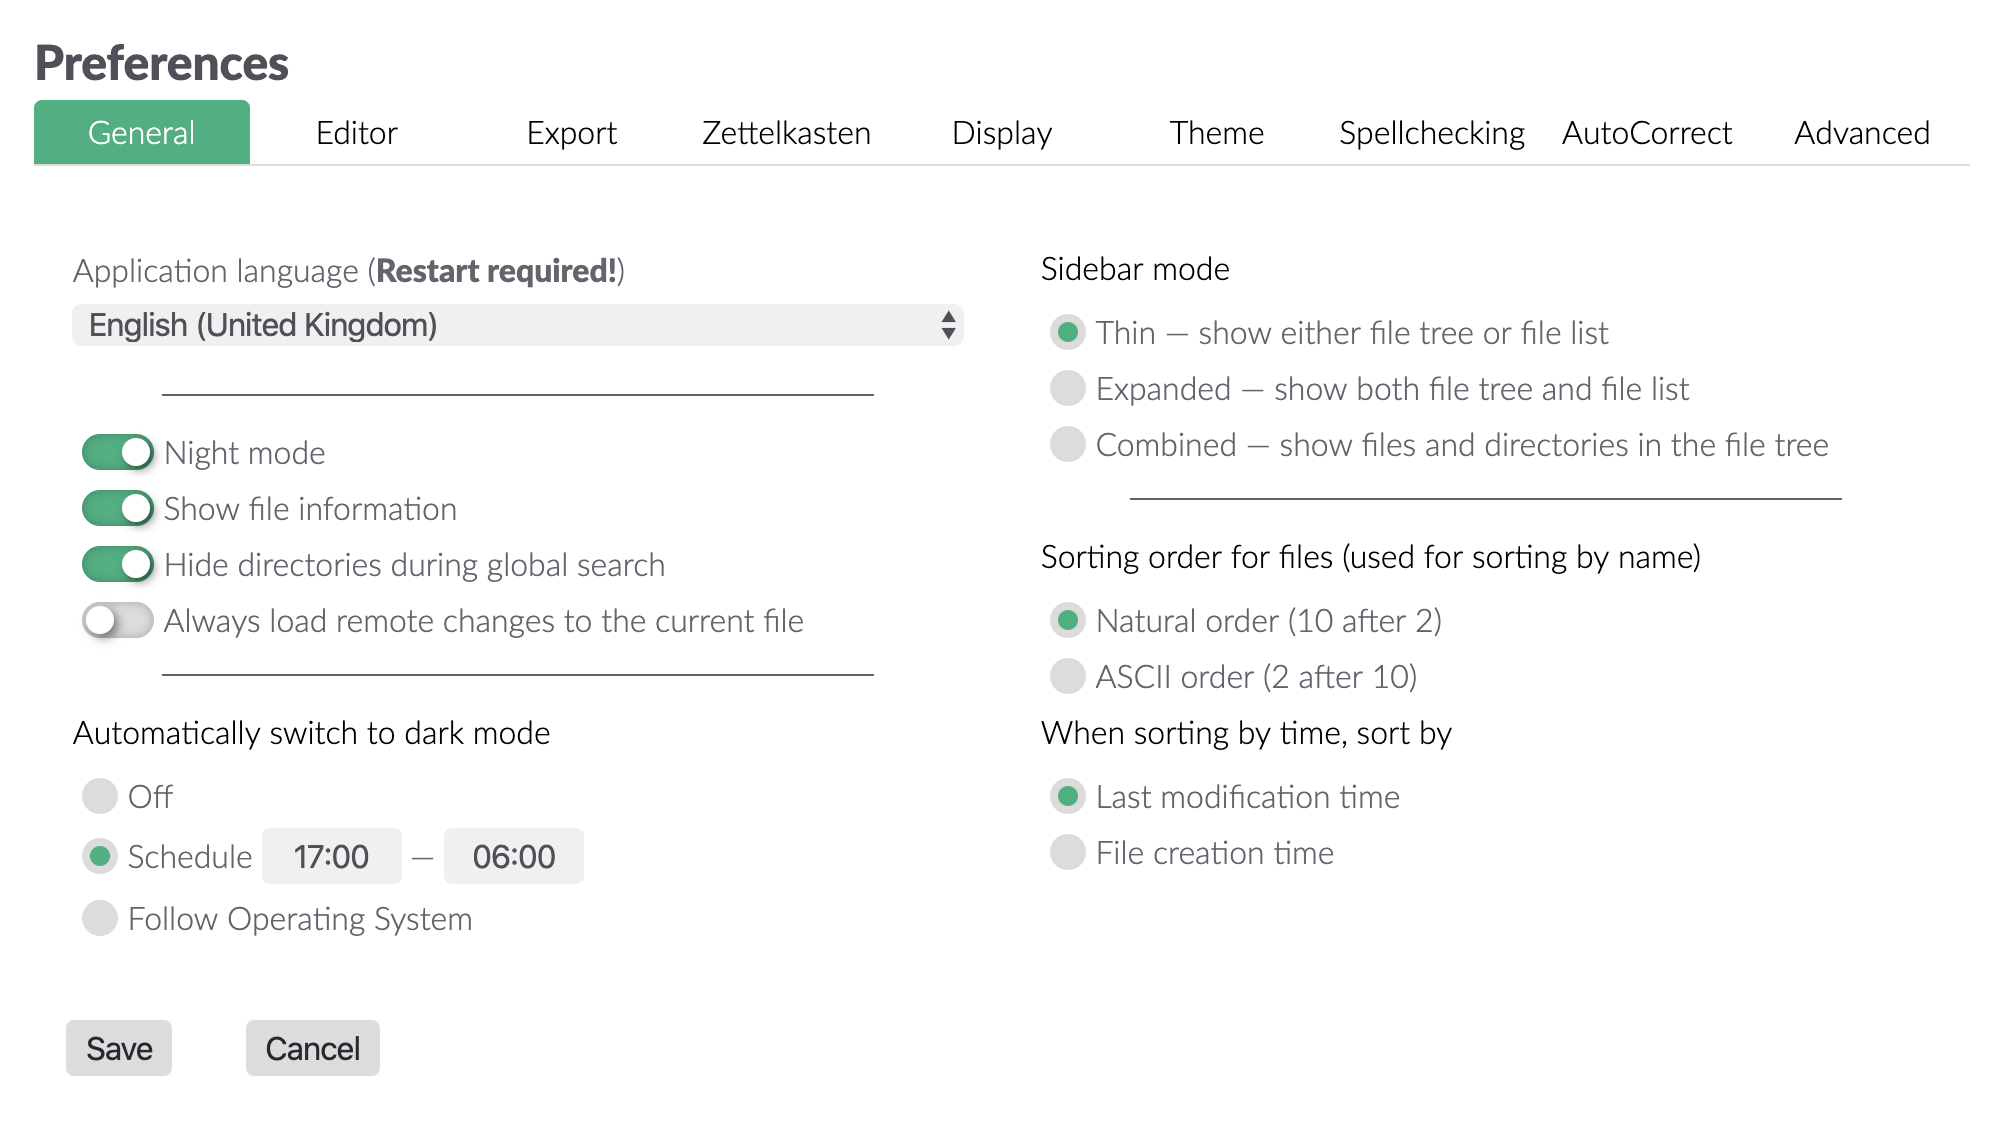 Preferences
General Editor Export Zettelkasten Display Theme Spellchecking AutoCorrect Advanced
Application language (Restart required!)
English (United Kingdom)
Night mode
Show file information
Hide directories during global search
Always load remote changes to the current file
Automatically switch to dark mode
Off
Schedule 17:00 — 06:00
Follow Operating System
Sidebar mode
Thin — show either file tree or file list
Expanded — show both file tree and file list
Combined — show files and directories in the file tree
Sorting order for files (used for sorting by name)
Natural order (10 after 2)
ASCII order (2 after 10)
When sorting by time, sort by
Last modification time
File creation time
Save Cancel